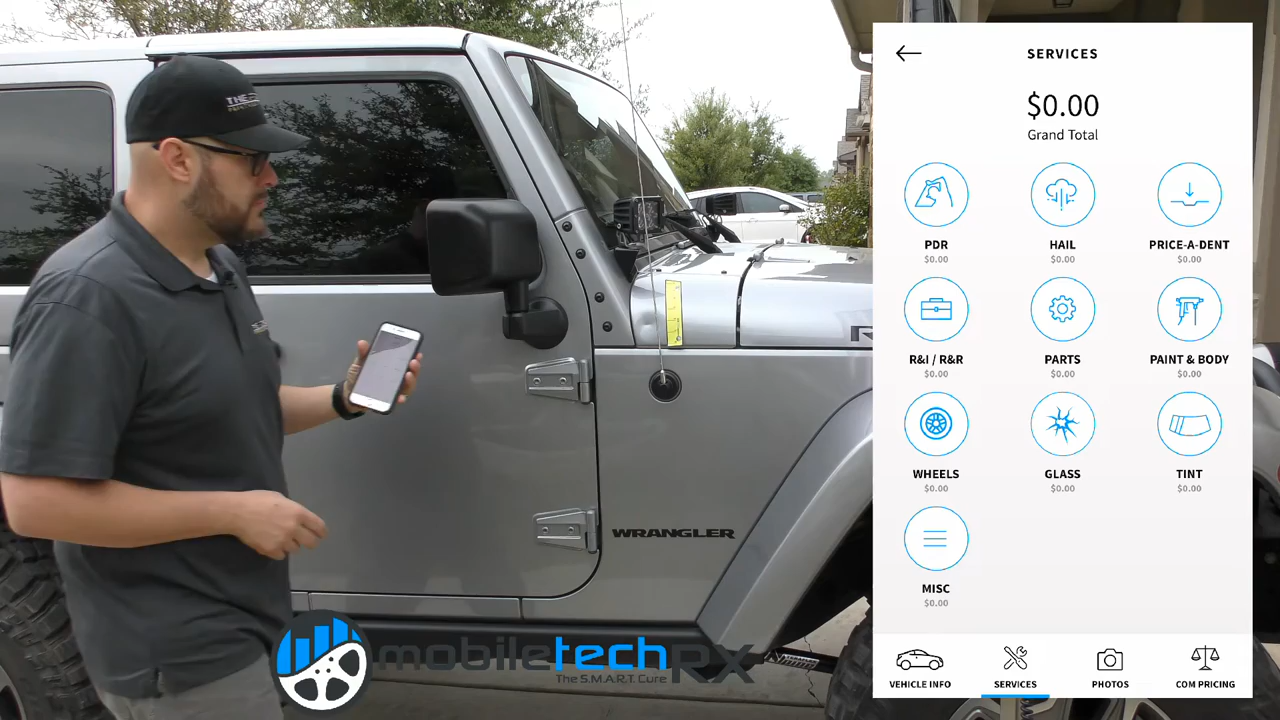 THE
SERVICES
$0.00
Grand Total
PDR
$0.00
HAIL
$0.00
PRICE-A-DENT
$0.00
R&I / R&R
$0.00
PARTS
$0.00
PAINT & BODY
$0.00
WHEELS
$0.00
GLASS
$0.00
TINT
$0.00
MISC
$0.00
VEHICLE INFO
SERVICES
PHOTOS
COM PRICING
WRANGLER
mobiletechRX
The S.M.A.R.T. Cure